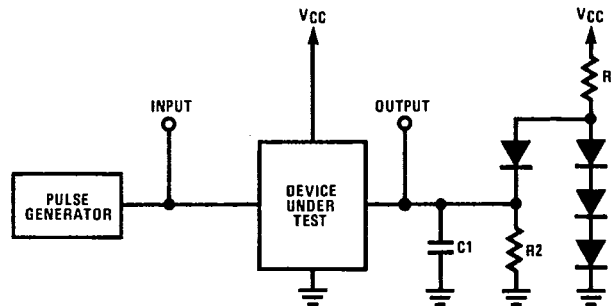 VCC
VCC
R
INPUT
OUTPUT
PULSE
GENERATOR
DEVICE
UNDER
TEST
C1
R2